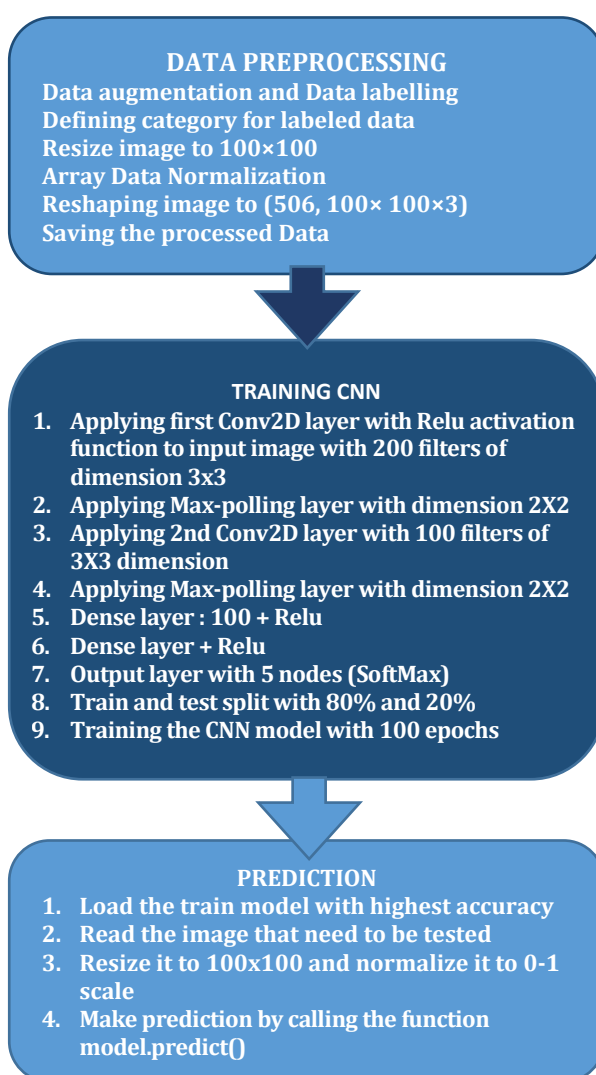 DATA PREPROCESSING
Data augmentation and Data labelling
Defining category for labeled data
Resize image to 100×100
Array Data Normalization
Reshaping image to (506, 100× 100×3)
Saving the processed Data
TRAINING CNN
1. Applying first Conv2D layer with Relu activation
function to input image with 200 filters of
dimension 3x3
2. Applying Max-polling layer with dimension 2X2
3. Applying 2nd Conv2D layer with 100 filters of
3X3 dimension
4. Applying Max-polling layer with dimension 2X2
5. Dense layer : 100 + Relu
6. Dense layer + Relu
7. Output layer with 5 nodes (SoftMax)
8. Train and test split with 80% and 20%
9. Training the CNN model with 100 epochs
PREDICTION
1. Load the train model with highest accuracy
2. Read the image that need to be tested
3. Resize it to 100x100 and normalize it to 0-1
scale
4. Make prediction by calling the function
model.predict()